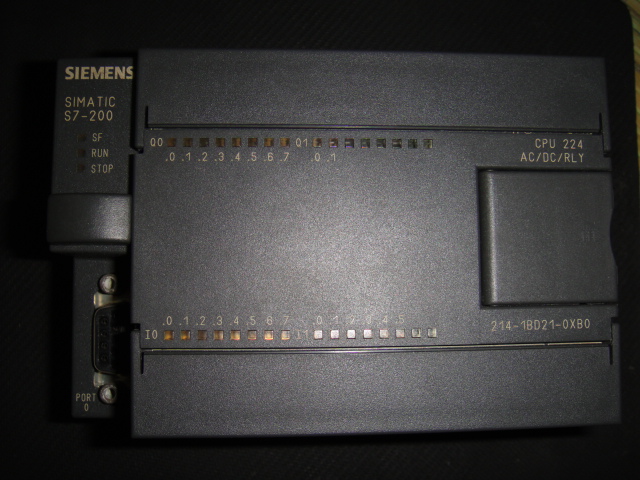 SIEMENS
SIMATIC
S7-200
SF
RUN
STOP
Q0 Q1
.0 .1 .2 .3 .4 .5 .6 .7 .0 .1
CPU 224
AC/DC/RLY
.0 .1 .2 .3 .4 .5 .6 .7 .0 .1 .2 .3 .4 .5
I0 I1
214-1BD21-0XB0
PORT
0